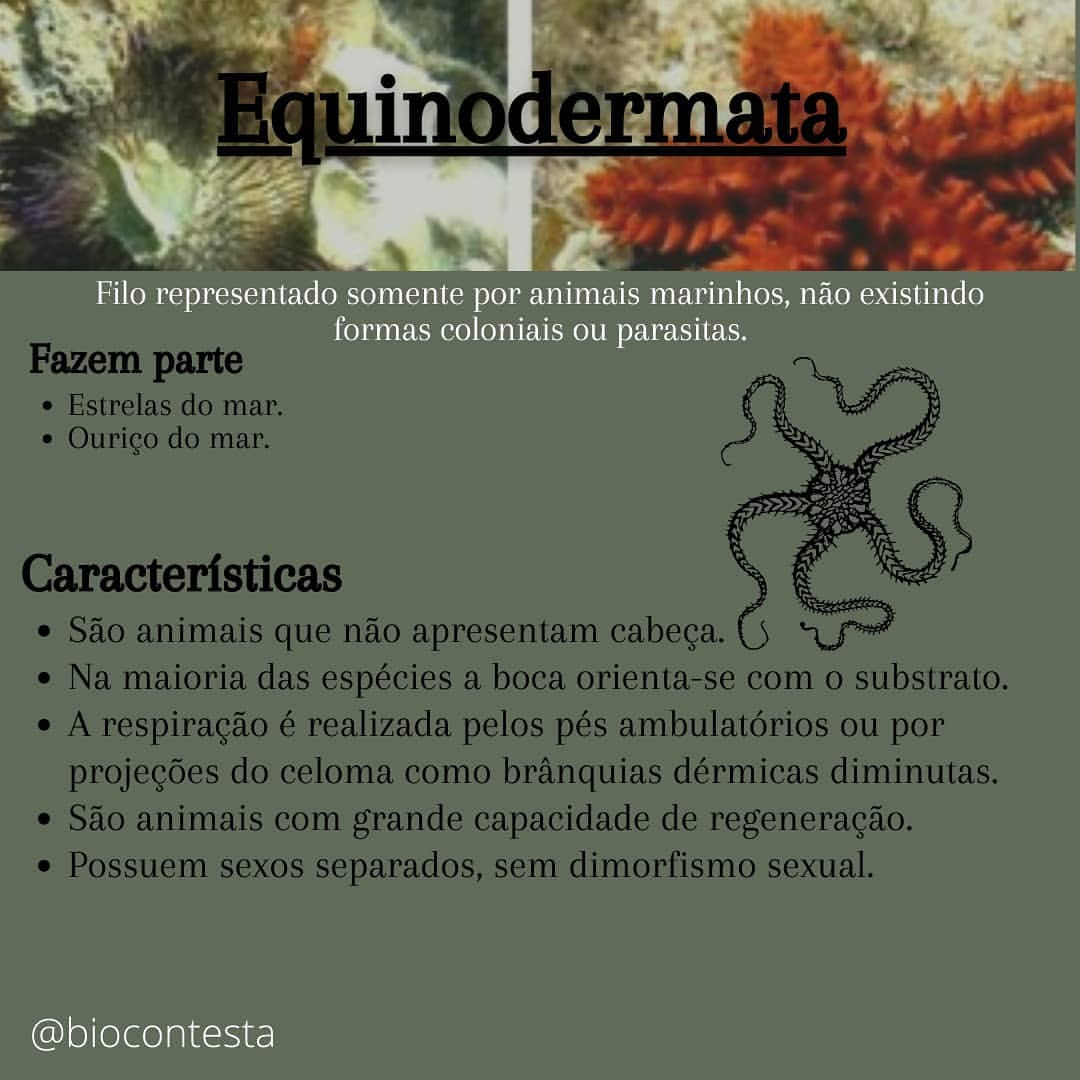 Equinodermata
Filo representado somente por animais marinhos, não existindo
formas coloniais ou parasitas.
Fazem parte
• Estrelas do mar.
• Ouriço do mar.
Características
• São animais que não apresentam cabeça.
• Na maioria das espécies a boca orienta-se com o substrato.
• A respiração é realizada pelos pés ambulatórios ou por
projeções do celoma como brânquias dérmicas diminutas.
• São animais com grande capacidade de regeneração.
• Possuem sexos separados, sem dimorfismo sexual.
@biocontesta